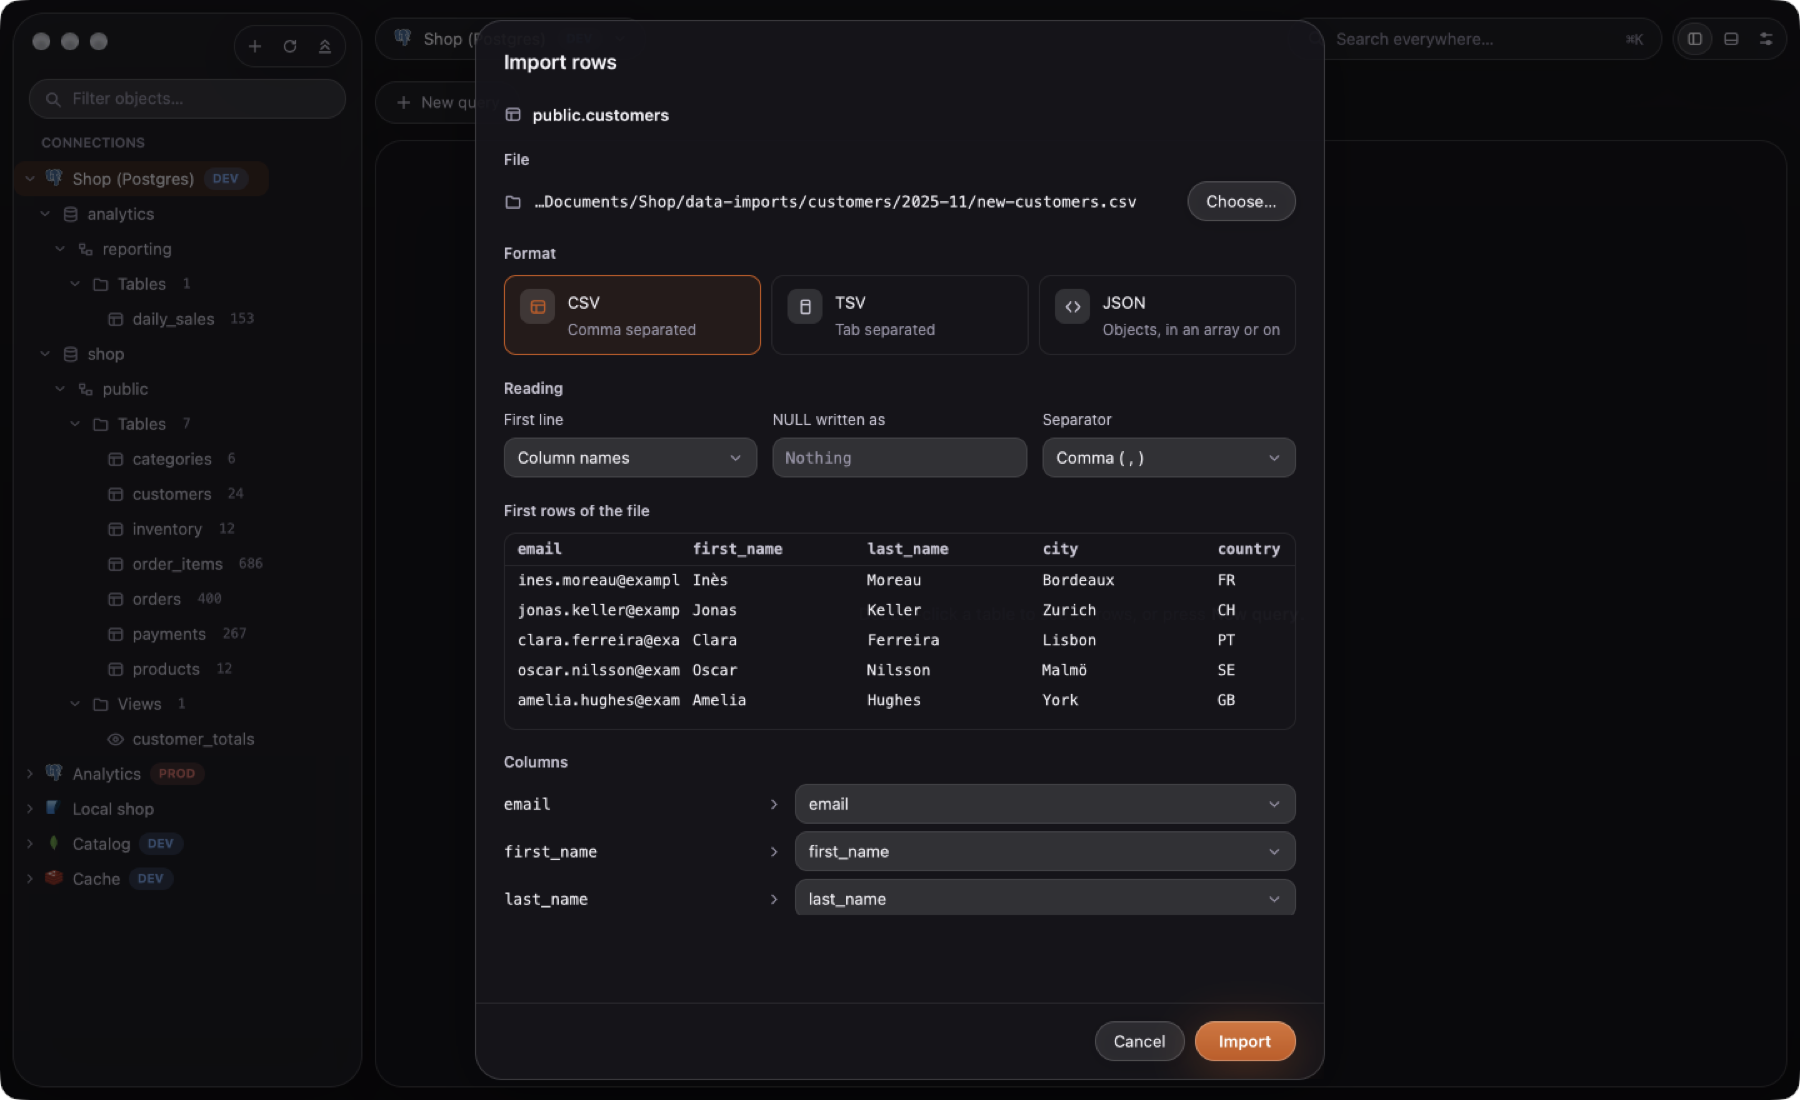 Filter objects...
CONNECTIONS
Shop (Postgres) DEV
analytics
reporting
Tables 1
daily_sales 153
shop
public
Tables 7
categories 6
customers 24
inventory 12
order_items 686
orders 400
payments 267
products 12
Views 1
customer_totals
Analytics PROD
Local shop
Catalog DEV
Cache DEV
Shop (Postgres)
Search everywhere... ⌘K
+ New query
Import rows
public.customers
File
…Documents/Shop/data-imports/customers/2025-11/new-customers.csv
Choose...
Format
CSV
Comma separated
TSV
Tab separated
JSON
Objects, in an array or on
Reading
First line
Column names
NULL written as
Nothing
Separator
Comma (,)
First rows of the file
email first_name last_name city country
ines.moreau@exampl Inès Moreau Bordeaux FR
jonas.keller@examp Jonas Keller Zurich CH
clara.ferreira@exa Clara Ferreira Lisbon PT
oscar.nilsson@exam Oscar Nilsson Malmö SE
amelia.hughes@exam Amelia Hughes York GB
Columns
email > email
first_name > first_name
last_name > last_name
Cancel
Import